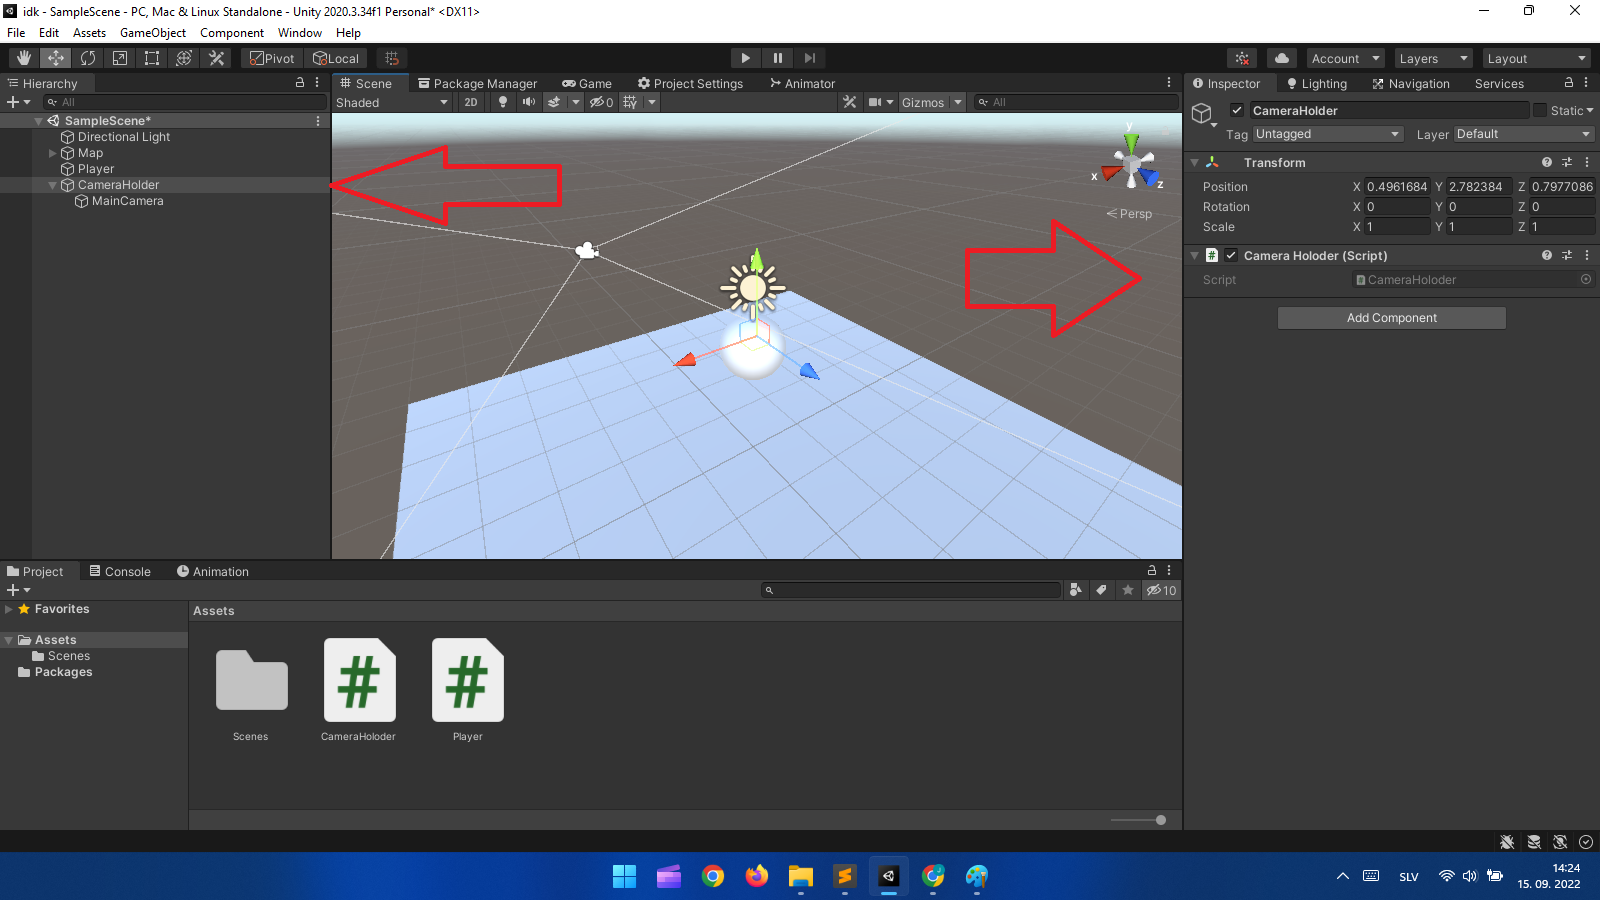 idk - SampleScene - PC, Mac & Linux Standalone - Unity 2020.3.34f1 Personal* <DX11>
File Edit Assets GameObject Component Window Help
Pivot Local Account Layers Layout
Hierarchy
All
SampleScene*
Directional Light
Map
Player
CameraHolder
MainCamera
Scene Package Manager Game Project Settings Animator
Shaded 2D 0 Gizmos All
y
x
z
Persp
Inspector Lighting Navigation Services
CameraHolder Static
Tag Untagged Layer Default
Transform
Position X 0.4961684 Y 2.782384 Z 0.7977086
Rotation X 0 Y 0 Z 0
Scale X 1 Y 1 Z 1
# Camera Holoder (Script)
Script # CameraHoloder
Add Component
Project Console Animation
10
Favorites
Assets
Scenes
Packages
Assets
# #
Scenes CameraHoloder Player
SLV
14:24
15. 09. 2022